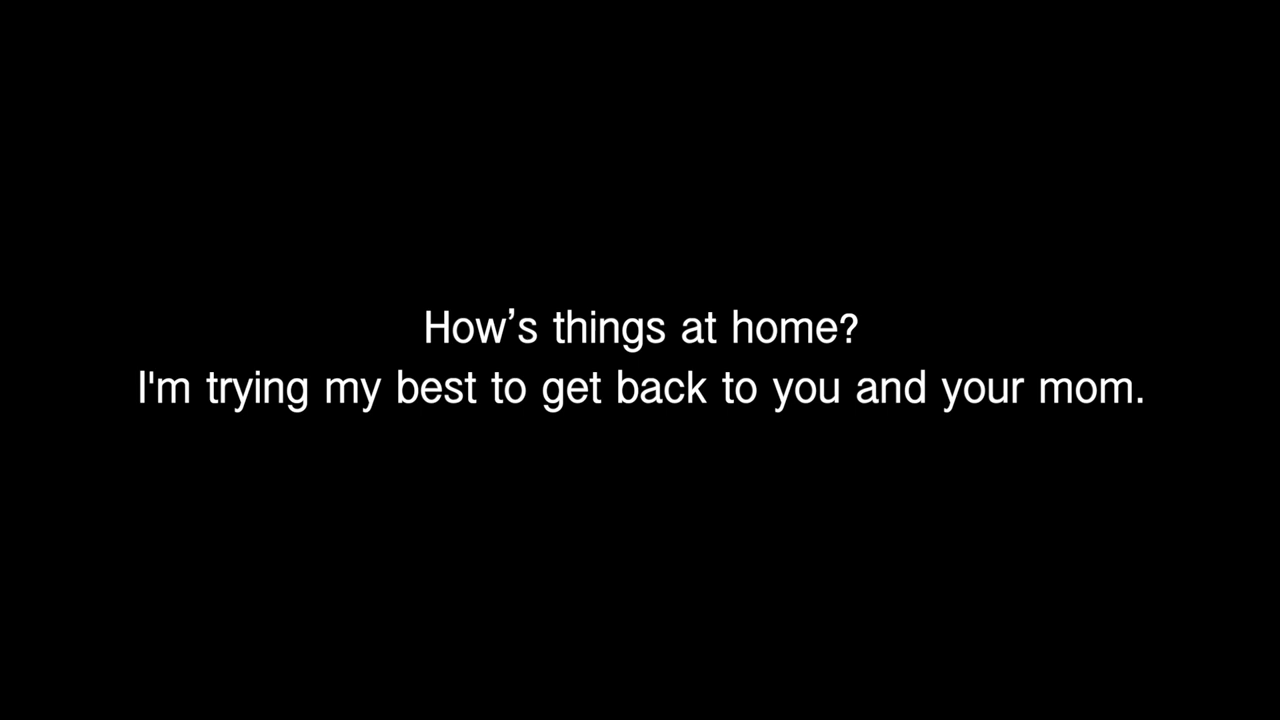 How’s things at home?
I'm trying my best to get back to you and your mom.